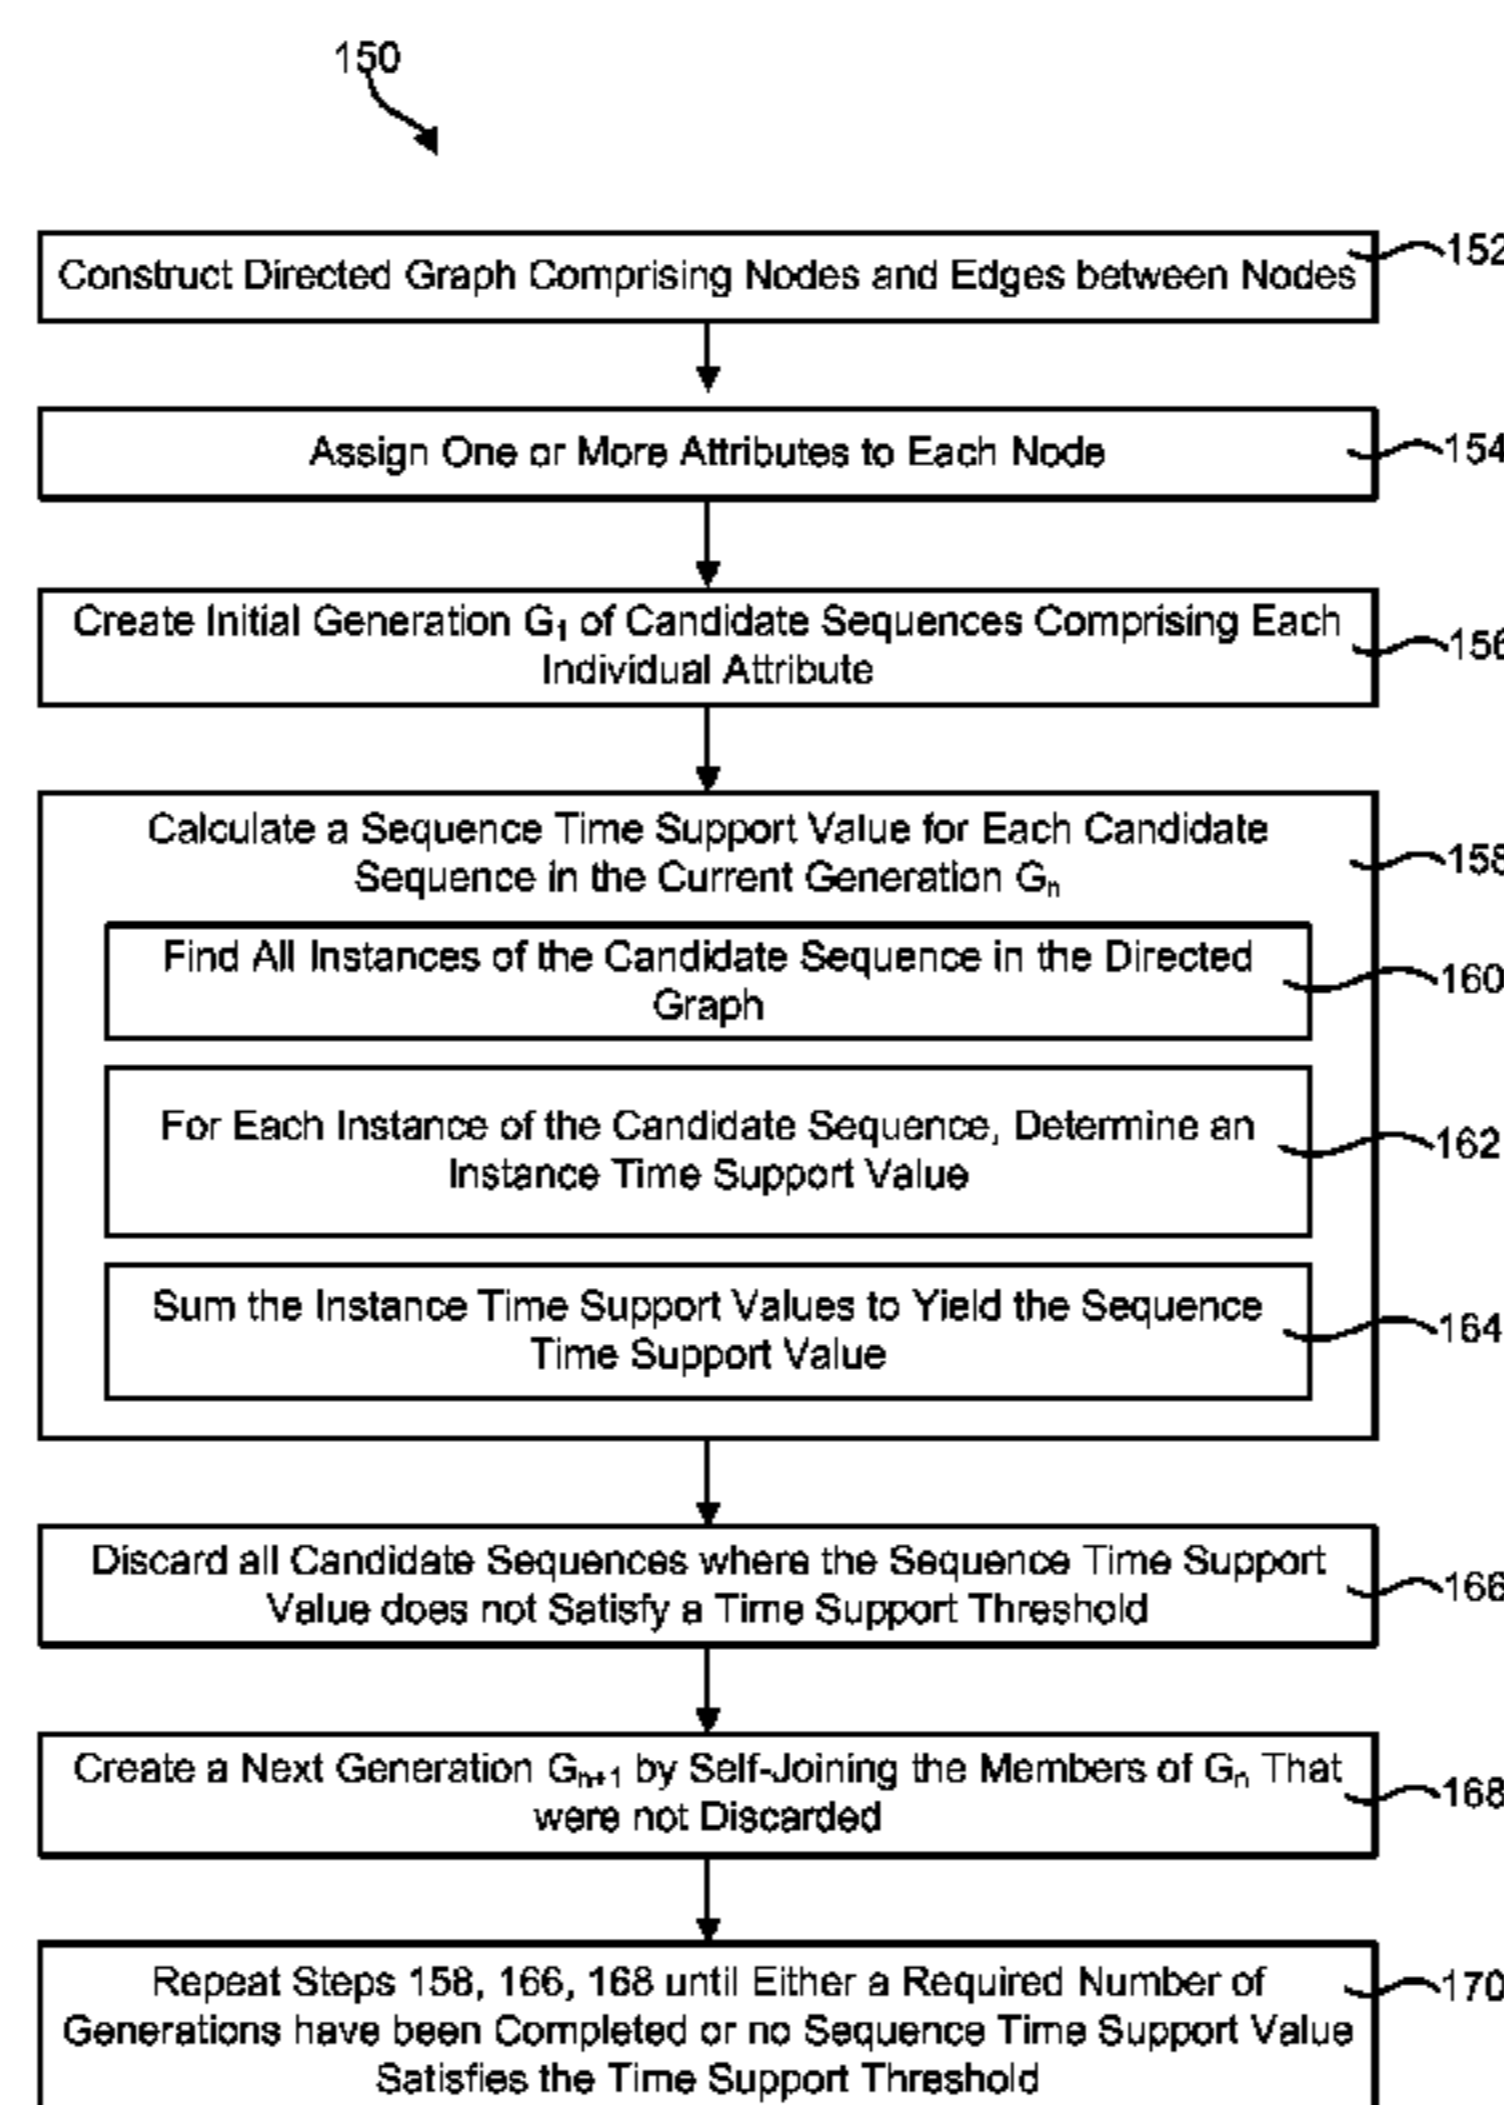 150
Construct Directed Graph Comprising Nodes and Edges between Nodes
152
Assign One or More Attributes to Each Node
154
Create Initial Generation G₁ of Candidate Sequences Comprising Each
Individual Attribute
156
Calculate a Sequence Time Support Value for Each Candidate
Sequence in the Current Generation Gₙ
158
Find All Instances of the Candidate Sequence in the Directed
Graph
160
For Each Instance of the Candidate Sequence, Determine an
Instance Time Support Value
162
Sum the Instance Time Support Values to Yield the Sequence
Time Support Value
164
Discard all Candidate Sequences where the Sequence Time Support
Value does not Satisfy a Time Support Threshold
166
Create a Next Generation Gₙ₊₁ by Self-Joining the Members of Gₙ That
were not Discarded
168
Repeat Steps 158, 166, 168 until Either a Required Number of
Generations have been Completed or no Sequence Time Support Value
Satisfies the Time Support Threshold
170